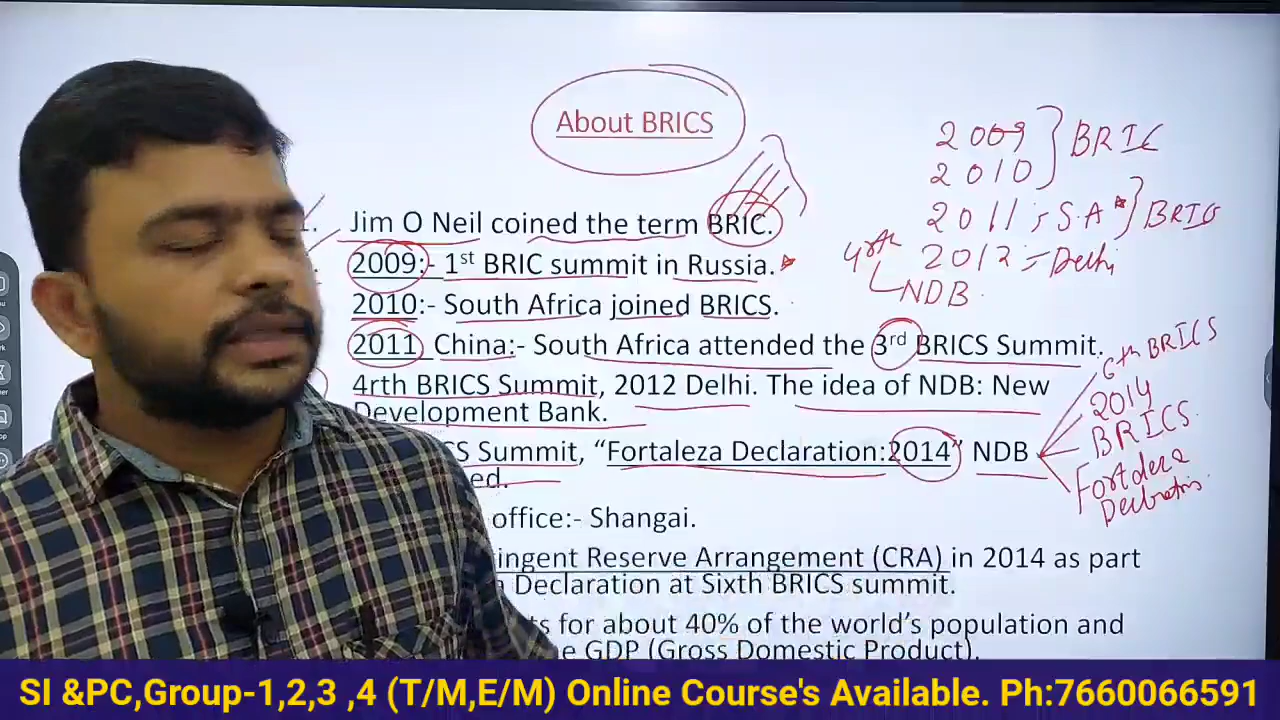 About BRICS
1. Jim O Neil coined the term BRIC.
2009:- 1st BRIC summit in Russia.
2010:- South Africa joined BRICS.
2011 China:- South Africa attended the 3rd BRICS Summit.
4rth BRICS Summit, 2012 Delhi. The idea of NDB: New
Development Bank.
CS Summit, “Fortaleza Declaration:2014” NDB
ed.
office:- Shangai.
ingent Reserve Arrangement (CRA) in 2014 as part
Declaration at Sixth BRICS summit.
ts for about 40% of the world’s population and
e GDP (Gross Domestic Product).
2009 } BRIC
2010
2011 ; S.A } BRICS
4rth 2012 = Delhi
NDB
6th BRICS
2014
BRICS
SI &PC,Group-1,2,3 ,4 (T/M,E/M) Online Course's Available. Ph:7660066591